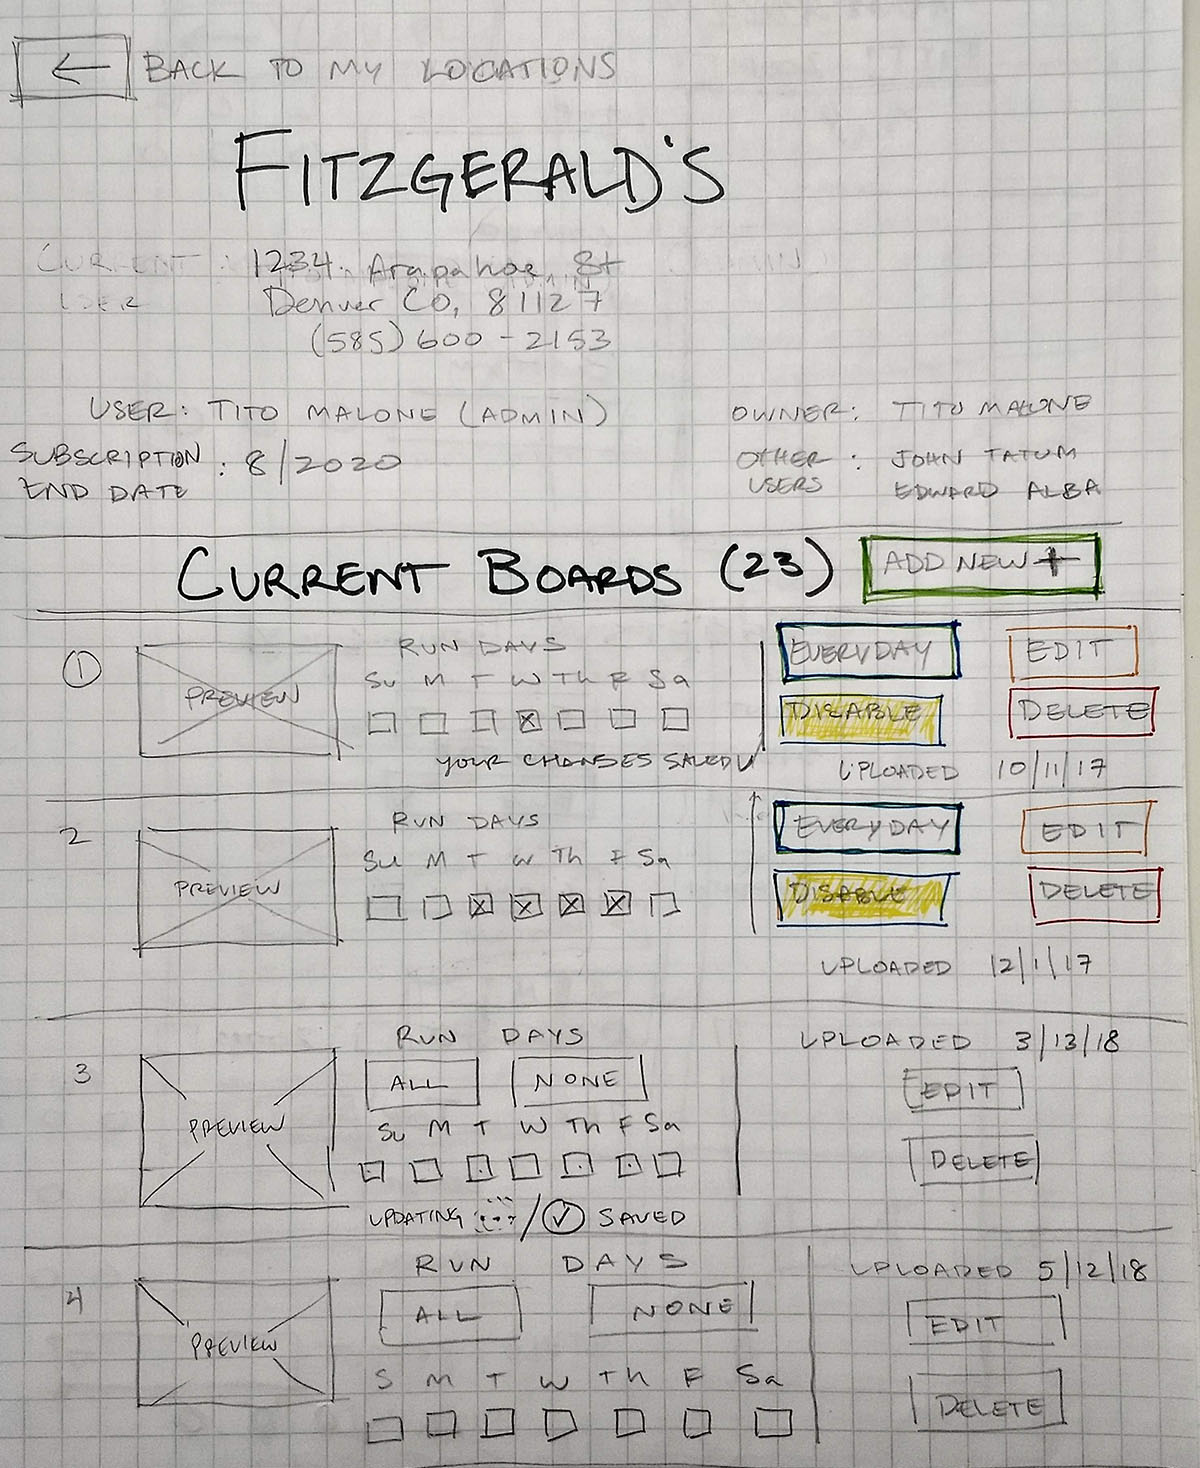 ← BACK TO MY LOCATIONS
FITZGERALD'S
CURRENT : 1234 Arapahoe St
USER Denver CO, 81127
(585) 600-2153
USER: TITO MALONE (ADMIN)
OWNER: TITO MALONE
SUBSCRIPTION : 8/2020
END DATE
OTHER : JOHN TATUM
USERS EDWARD ALBA
CURRENT BOARDS (23)
ADD NEW +
1
PREVIEW
RUN DAYS
Su M T W Th F Sa
YOUR CHANGES SAVED
EVERYDAY EDIT
DISABLE DELETE
UPLOADED 10/11/17
2
PREVIEW
RUN DAYS
Su M T W Th F Sa
EVERYDAY EDIT
DISABLE DELETE
UPLOADED 12/1/17
3
PREVIEW
RUN DAYS
ALL NONE
Su M T W Th F Sa
UPDATING / ✓ SAVED
UPLOADED 3/13/18
EDIT
DELETE
4
PREVIEW
RUN DAYS
ALL NONE
S M T W Th F Sa
UPLOADED 5/12/18
EDIT
DELETE